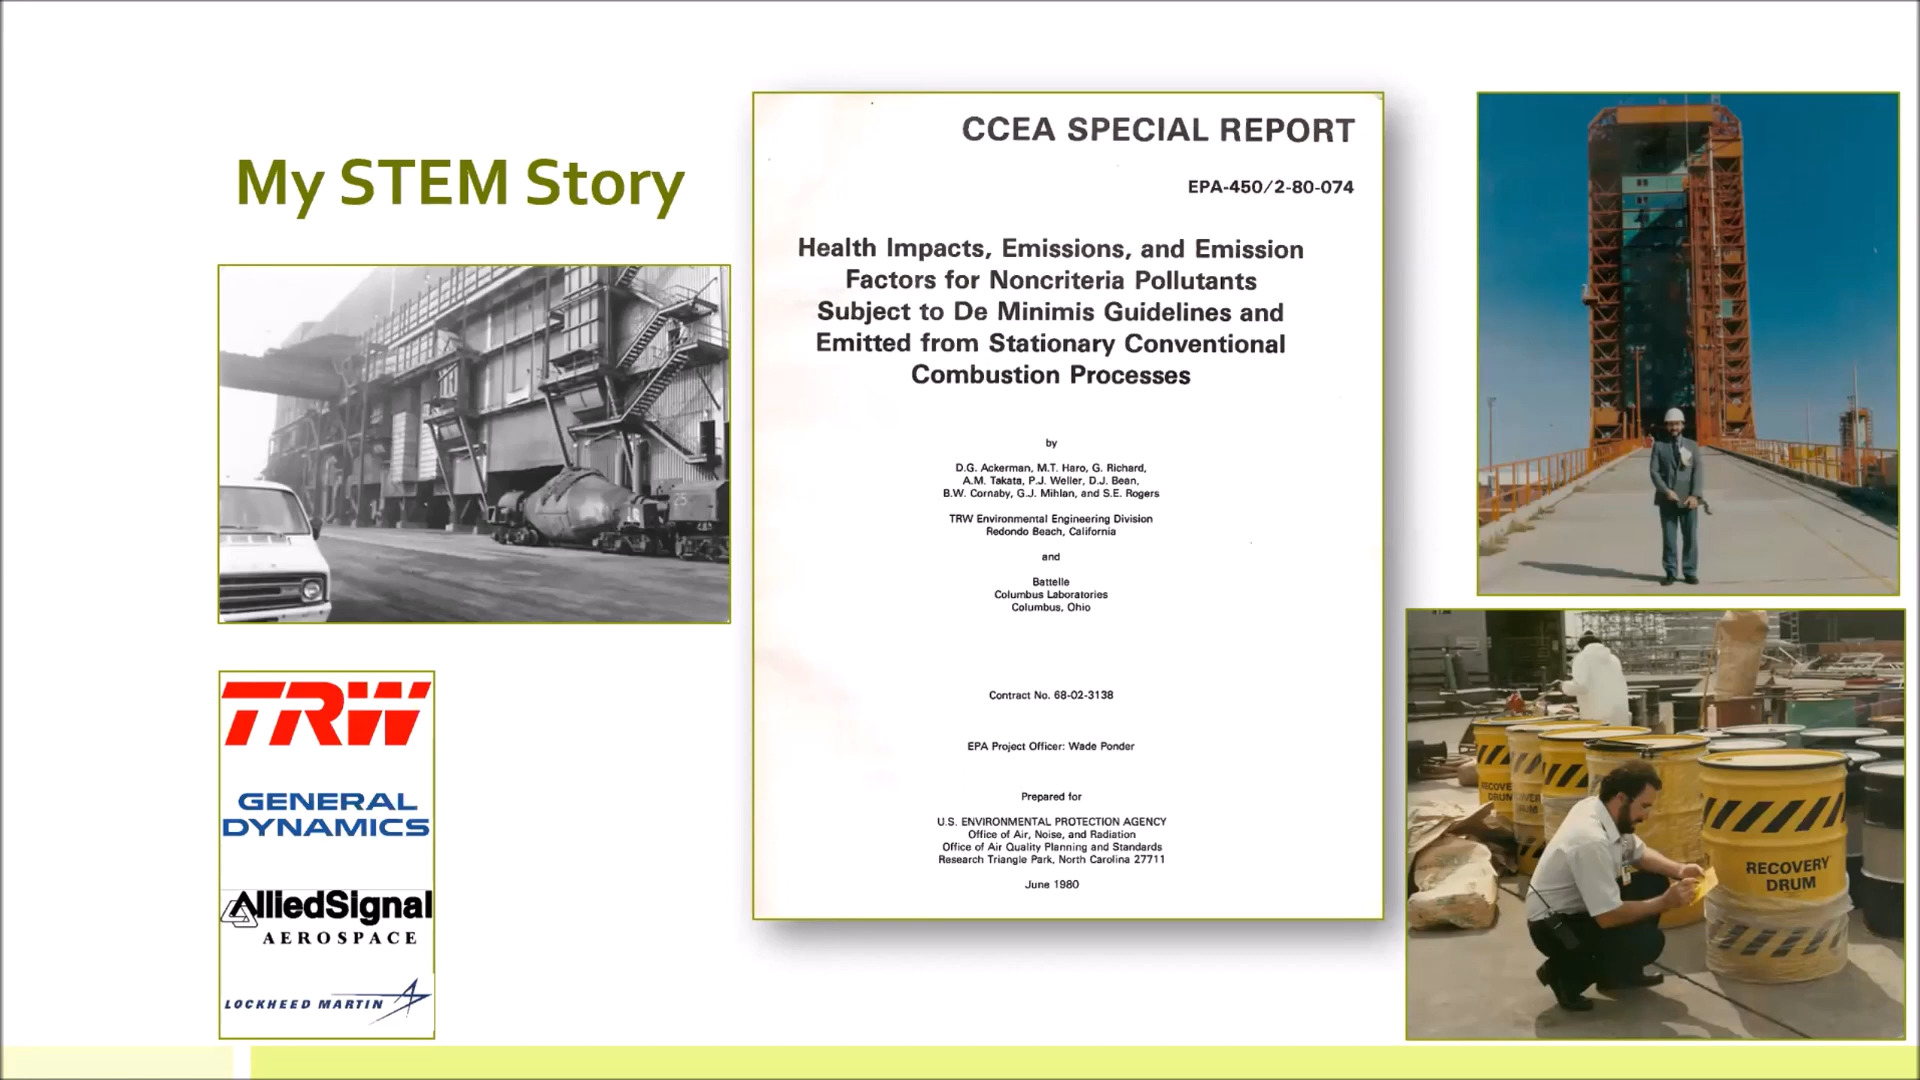 My STEM Story
CCEA SPECIAL REPORT
EPA-450/2-80-074
Health Impacts, Emissions, and Emission
Factors for Noncriteria Pollutants
Subject to De Minimis Guidelines and
Emitted from Stationary Conventional
Combustion Processes
by
D.G. Ackerman, M.T. Haro, G. Richard,
A.M. Takata, P.J. Weller, D.J. Bean,
B.W. Cornaby, G.J. Mihlan, and S.E. Rogers
TRW Environmental Engineering Division
Redondo Beach, California
and
Battelle
Columbus Laboratories
Columbus, Ohio
Contract No. 68-02-3138
EPA Project Officer: Wade Ponder
Prepared for
U.S. ENVIRONMENTAL PROTECTION AGENCY
Office of Air, Noise, and Radiation
Office of Air Quality Planning and Standards
Research Triangle Park, North Carolina 27711
June 1980
25
TRW
GENERAL
DYNAMICS
AlliedSignal
AEROSPACE
LOCKHEED MARTIN
RECOVERY
DRUM
RECOVERY
DRUM